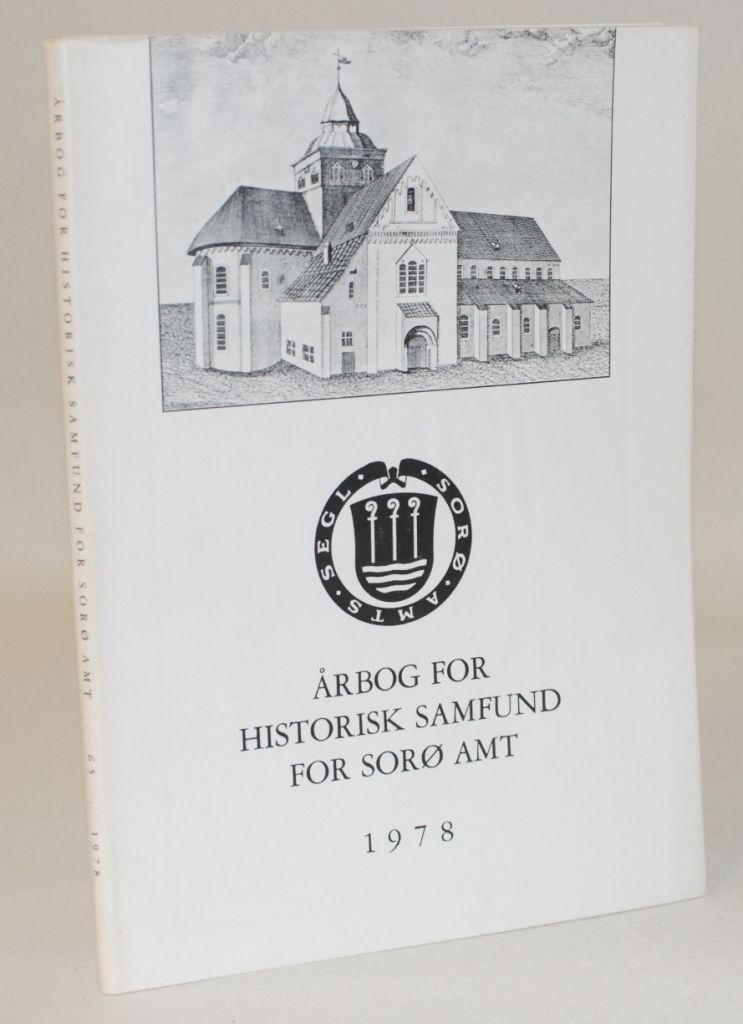 ÅRBOG FOR HISTORISK SAMFUND FOR SORØ AMT · 65 · 1978
· SORØ · AMTS · SEGL ·
ÅRBOG FOR
HISTORISK SAMFUND
FOR SORØ AMT
1978